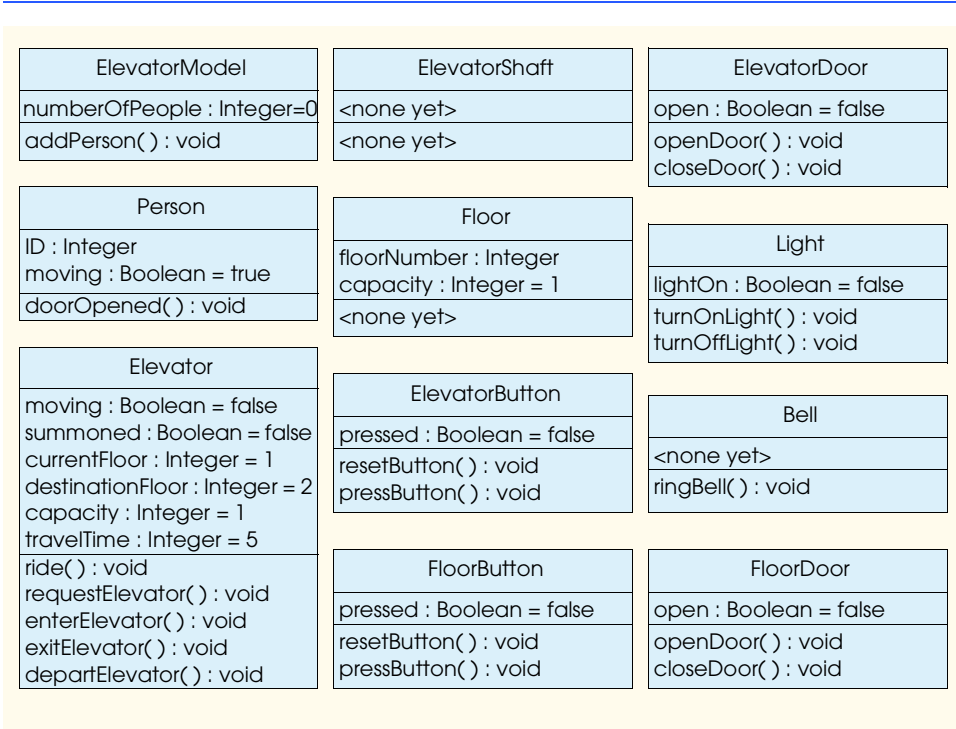 ElevatorModel
numberOfPeople : Integer=0
addPerson( ) : void
Person
ID : Integer
moving : Boolean = true
doorOpened( ) : void
Elevator
moving : Boolean = false
summoned : Boolean = false
currentFloor : Integer = 1
destinationFloor : Integer = 2
capacity : Integer = 1
travelTime : Integer = 5
ride( ) : void
requestElevator( ) : void
enterElevator( ) : void
exitElevator( ) : void
departElevator( ) : void
ElevatorShaft
<none yet>
<none yet>
Floor
floorNumber : Integer
capacity : Integer = 1
<none yet>
ElevatorButton
pressed : Boolean = false
resetButton( ) : void
pressButton( ) : void
FloorButton
pressed : Boolean = false
resetButton( ) : void
pressButton( ) : void
ElevatorDoor
open : Boolean = false
openDoor( ) : void
closeDoor( ) : void
Light
lightOn : Boolean = false
turnOnLight( ) : void
turnOffLight( ) : void
Bell
<none yet>
ringBell( ) : void
FloorDoor
open : Boolean = false
openDoor( ) : void
closeDoor( ) : void